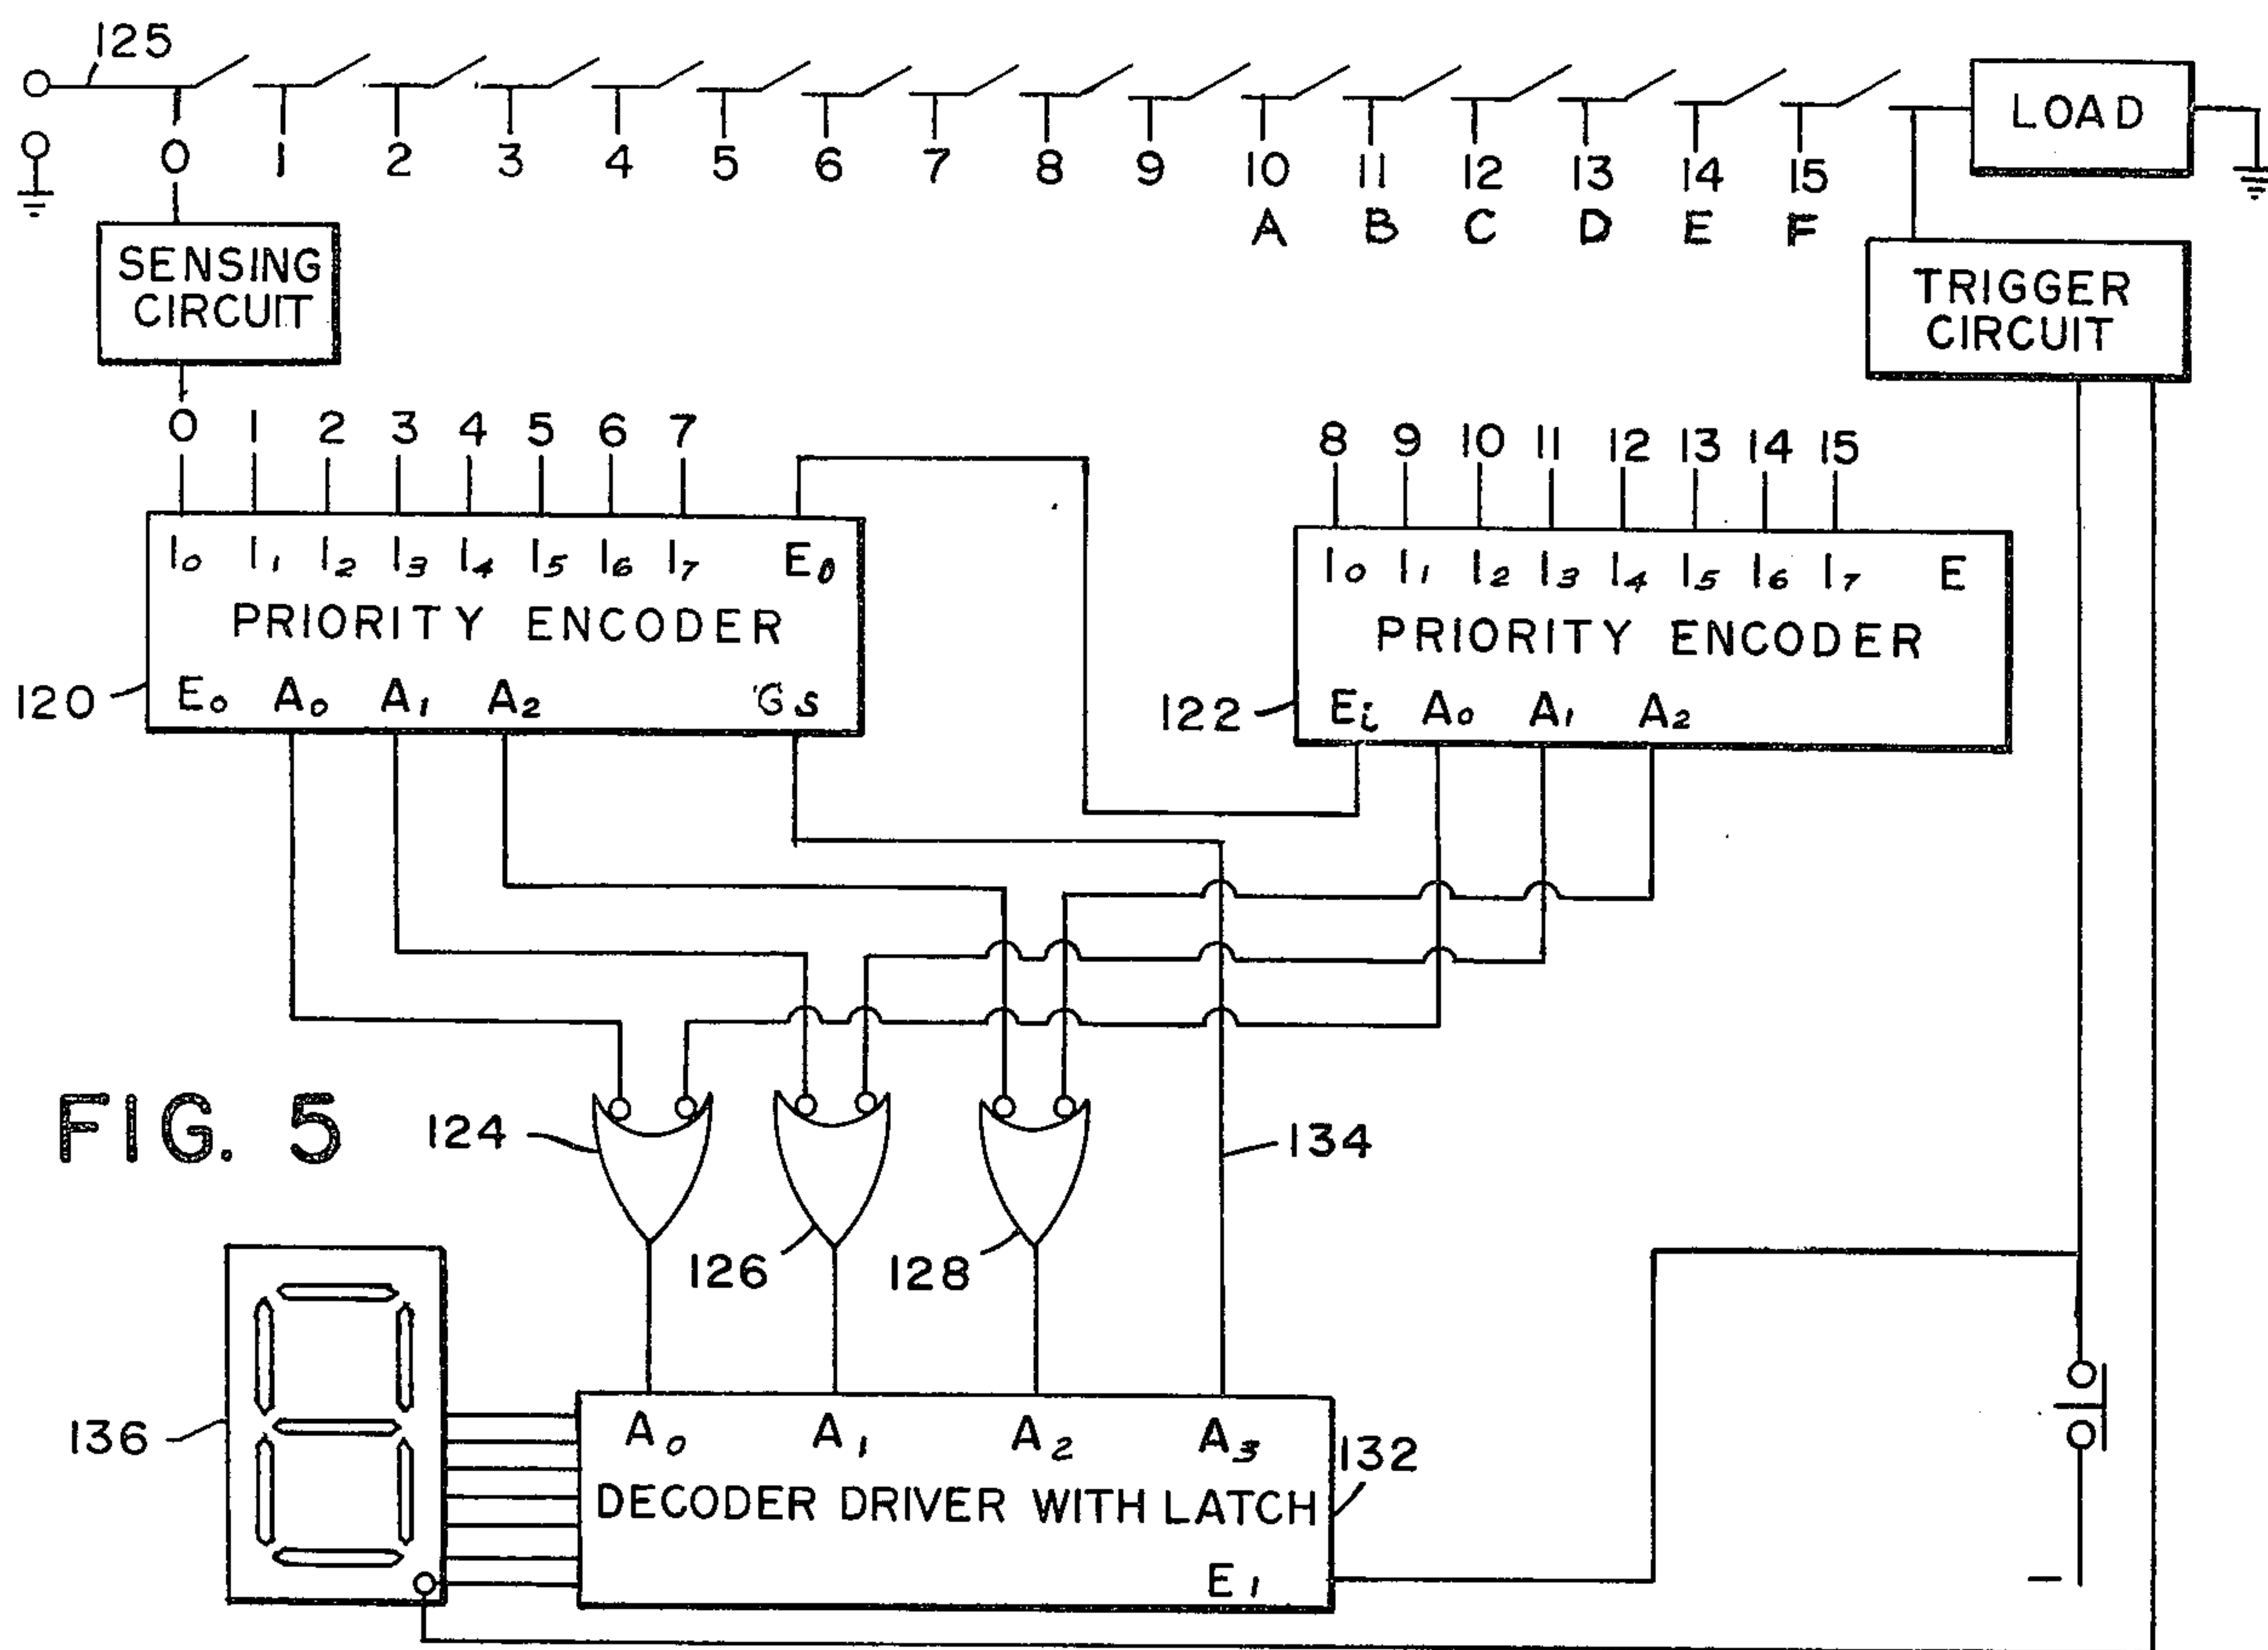 125
LOAD
0 1 2 3 4 5 6 7 8 9 10 11 12 13 14 15
A B C D E F
SENSING
CIRCUIT
TRIGGER
CIRCUIT
0 1 2 3 4 5 6 7
8 9 10 11 12 13 14 15
I0 I1 I2 I3 I4 I5 I6 I7 E0
PRIORITY ENCODER
E0 A0 A1 A2 GS
120
I0 I1 I2 I3 I4 I5 I6 I7 E
PRIORITY ENCODER
Ei A0 A1 A2
122
FIG. 5
124
126
128
134
136
A0 A1 A2 A3
132
DECODER DRIVER WITH LATCH
E1